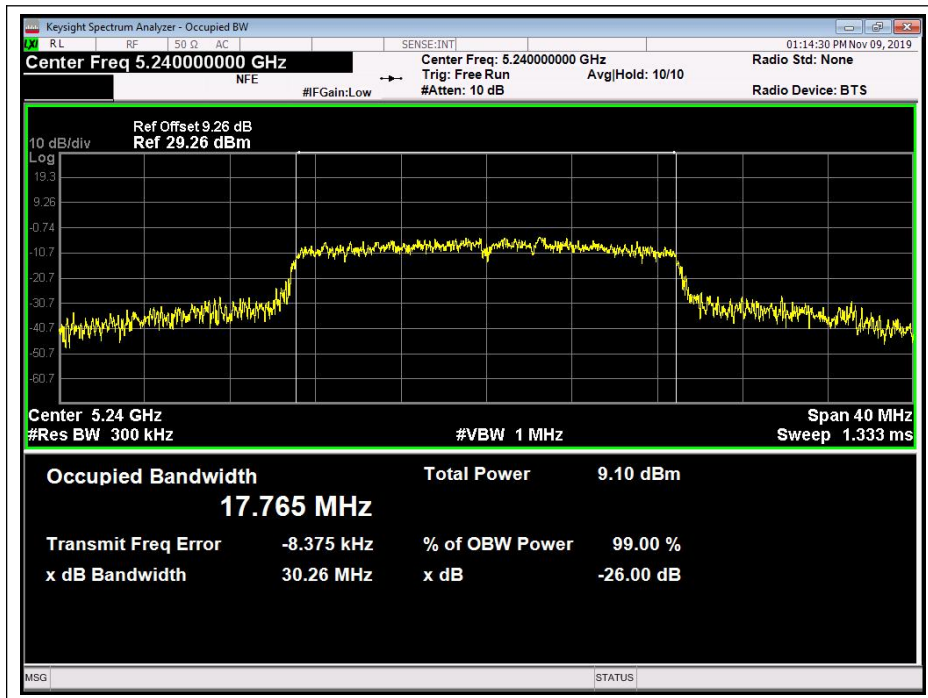 Keysight Spectrum Analyzer - Occupied BW
LXI RL RF 50 Ω AC SENSE:INT 01:14:30 PM Nov 09, 2019
Center Freq 5.240000000 GHz Center Freq: 5.240000000 GHz Radio Std: None
NFE Trig: Free Run Avg|Hold: 10/10
#IFGain:Low #Atten: 10 dB Radio Device: BTS
Ref Offset 9.26 dB
10 dB/div Ref 29.26 dBm
Log
19.3
9.26
-0.74
-10.7
-20.7
-30.7
-40.7
-50.7
-60.7
Center 5.24 GHz Span 40 MHz
#Res BW 300 kHz #VBW 1 MHz Sweep 1.333 ms
Occupied Bandwidth Total Power 9.10 dBm
17.765 MHz
Transmit Freq Error -8.375 kHz % of OBW Power 99.00 %
x dB Bandwidth 30.26 MHz x dB -26.00 dB
MSG STATUS